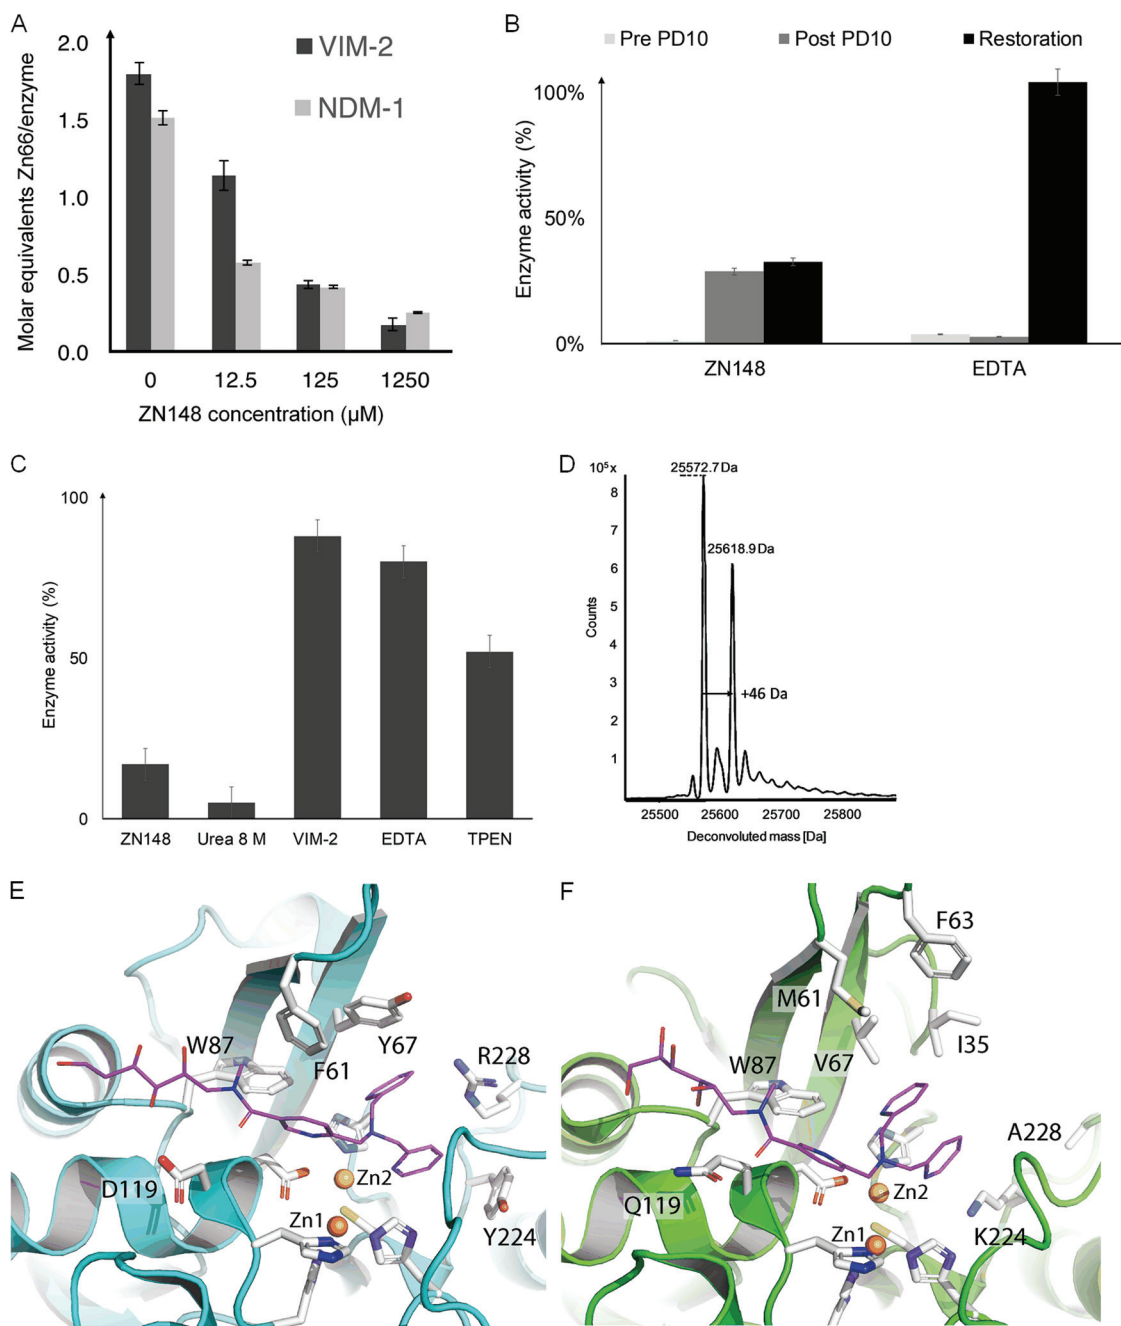 A
Molar equivalents Zn66/enzyme
2.0
1.5
1.0
0.5
0.0
VIM-2
NDM-1
0 12.5 125 1250
ZN148 concentration (µM)
B
Pre PD10 Post PD10 Restoration
Enzyme activity (%)
100%
50%
0%
ZN148 EDTA
C
Enzyme activity (%)
100
50
0
ZN148 Urea 8 M VIM-2 EDTA TPEN
D
10⁵x
Counts
8
7
6
5
4
3
2
1
25572.7 Da
25618.9 Da
+46 Da
25500 25600 25700 25800
Deconvoluted mass [Da]
E
W87
F61
Y67
R228
D119
Zn2
Zn1
Y224
F
F63
M61
I35
W87
V67
A228
Q119
Zn2
Zn1
K224